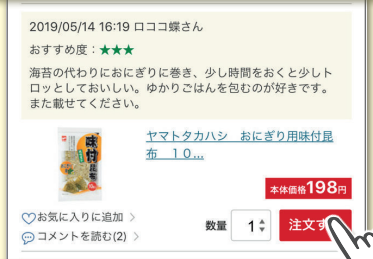 2019/05/14 16:19 ロココ蝶さん
おすすめ度：★★★
海苔の代わりにおにぎりに巻き、少し時間をおくと少しト
ロッとしておいしい。ゆかりごはんを包むのが好きです。
また載せてください。
味付
昆布
ヤマトタカハシ おにぎり用味付昆
布 １０...
本体価格198円
♡お気に入りに追加 >
コメントを読む(2) >
数量 1 注文す